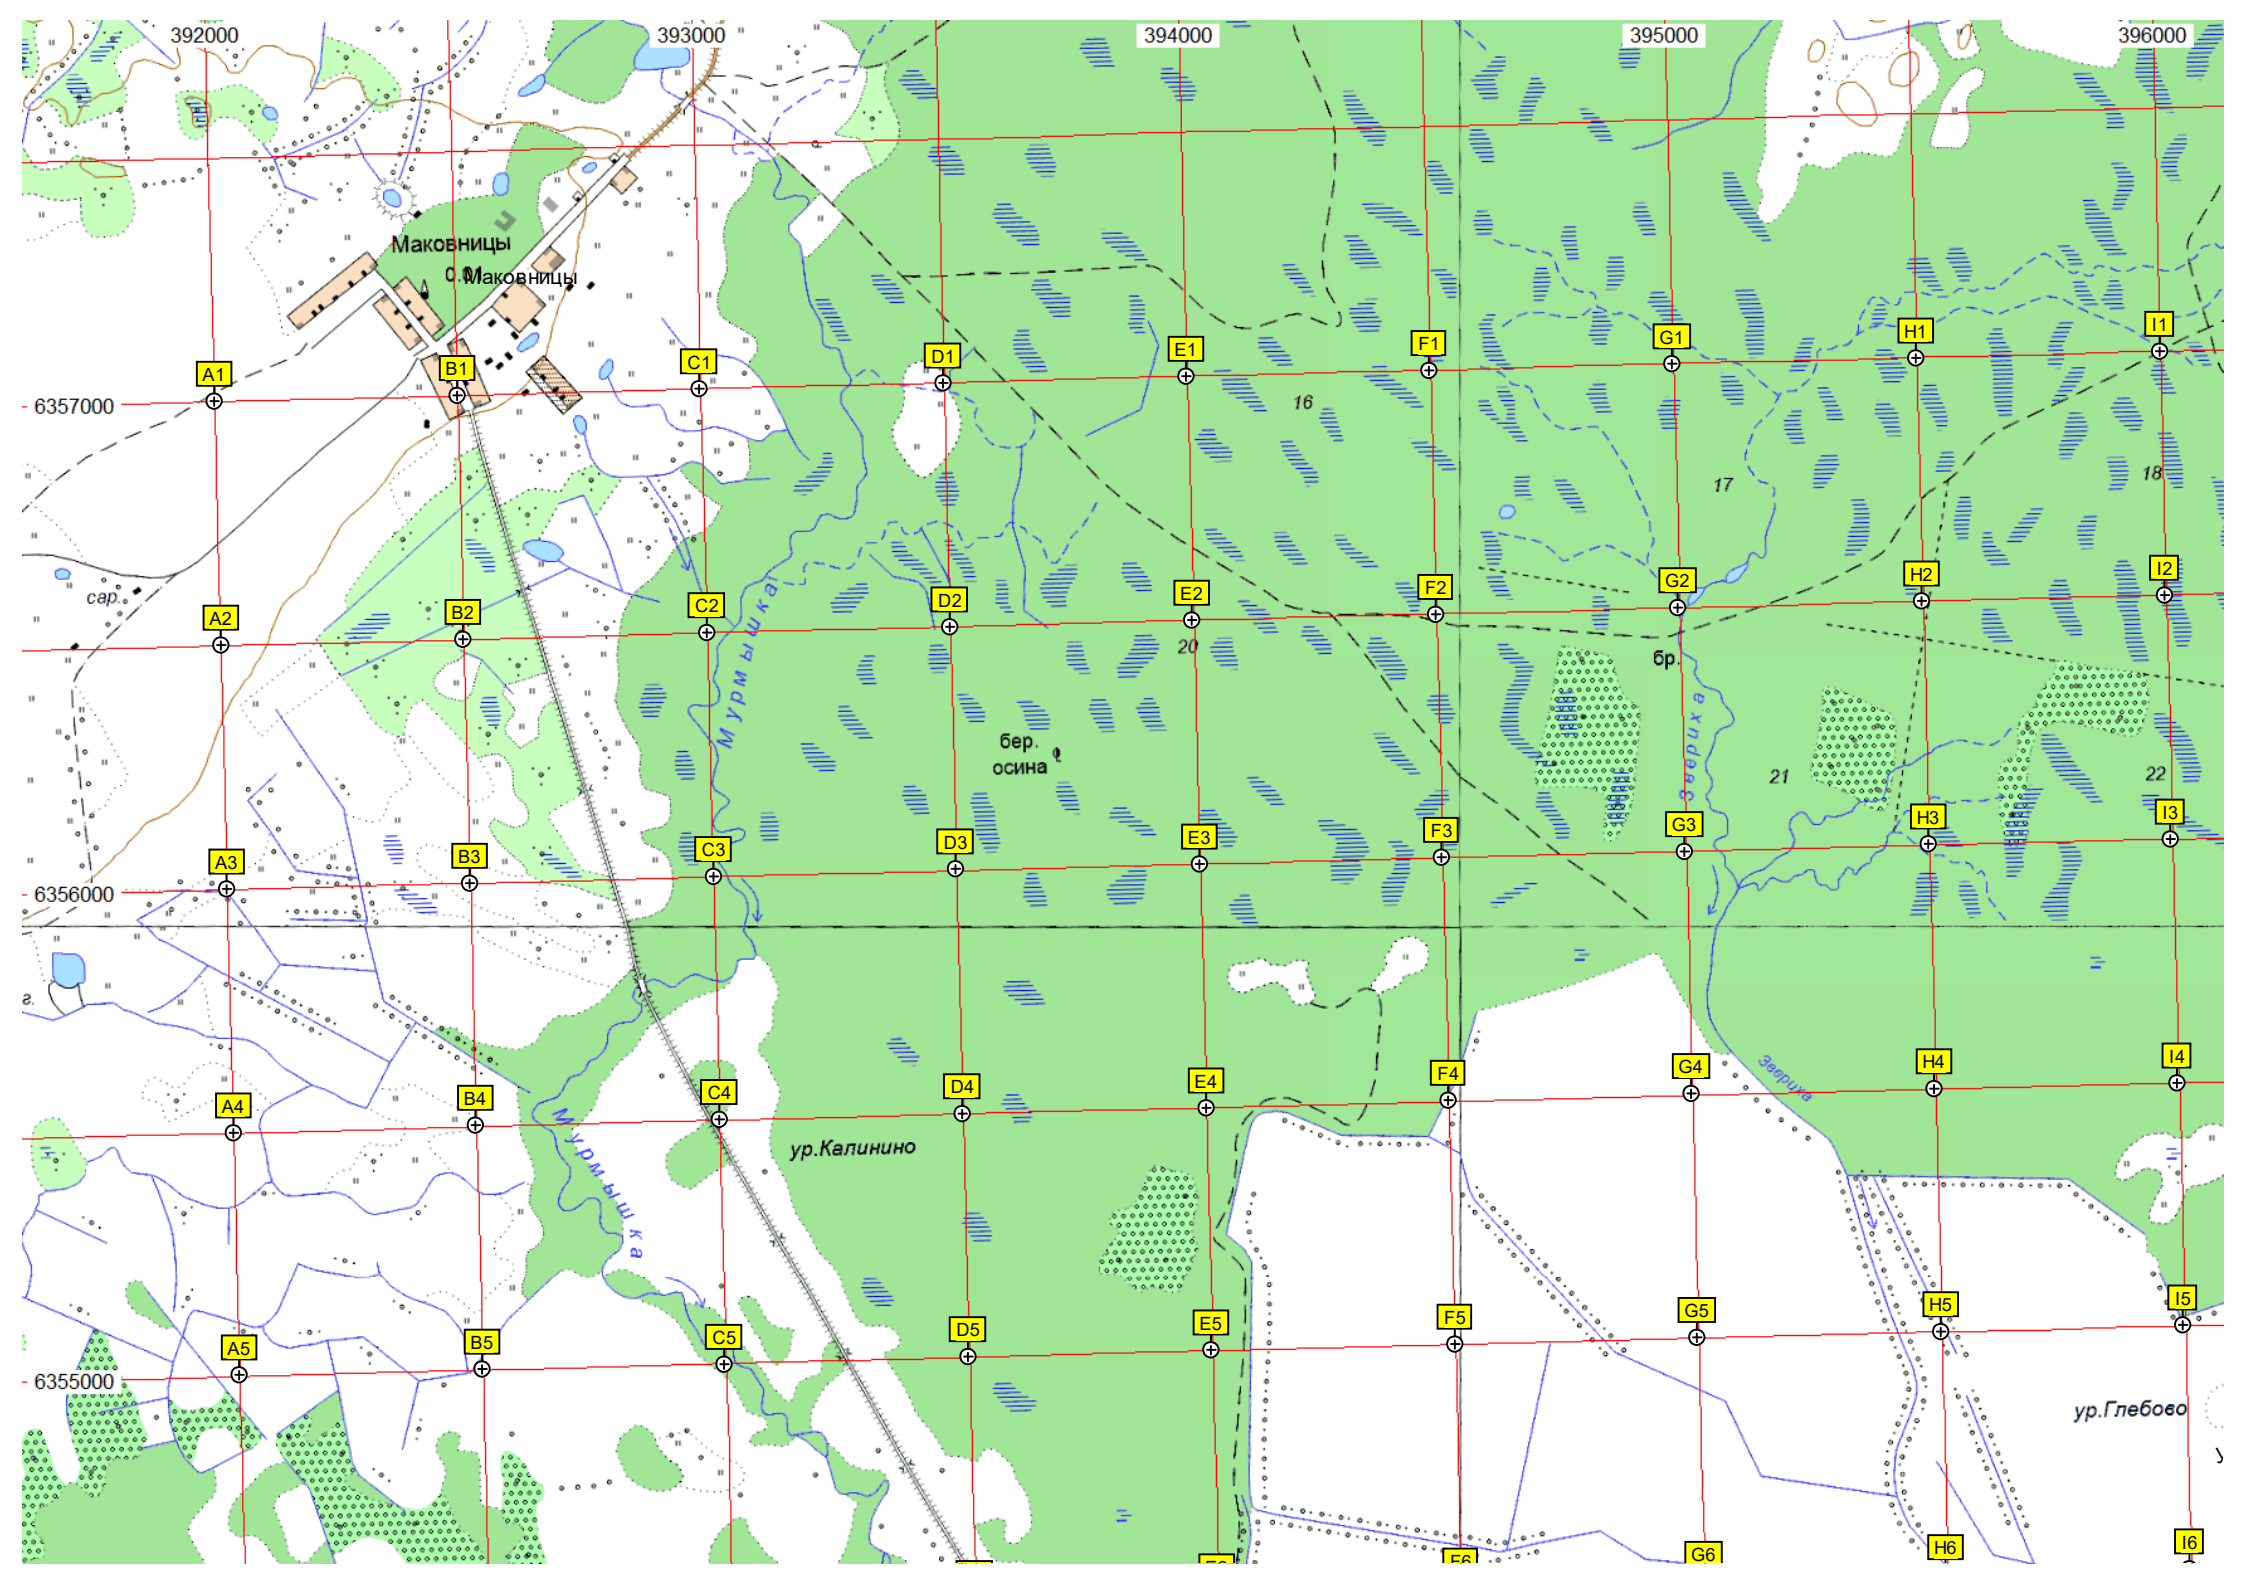 392000
393000
394000
395000
396000
Маковницы
Маковницы
A1
B1
C1
D1
E1
F1
G1
H1
I1
6357000
16
17
18
сар.
Мурмышка
A2
B2
C2
D2
E2
F2
G2
H2
I2
20
бр.
Звериха
бер.
осина
21
22
A3
B3
C3
D3
E3
F3
G3
H3
I3
6356000
г.
Звериха
A4
B4
C4
D4
E4
F4
G4
H4
I4
Мурмышка
ур.Калинино
A5
B5
C5
D5
E5
F5
G5
H5
I5
6355000
ур.Глебово
F6
G6
H6
I6